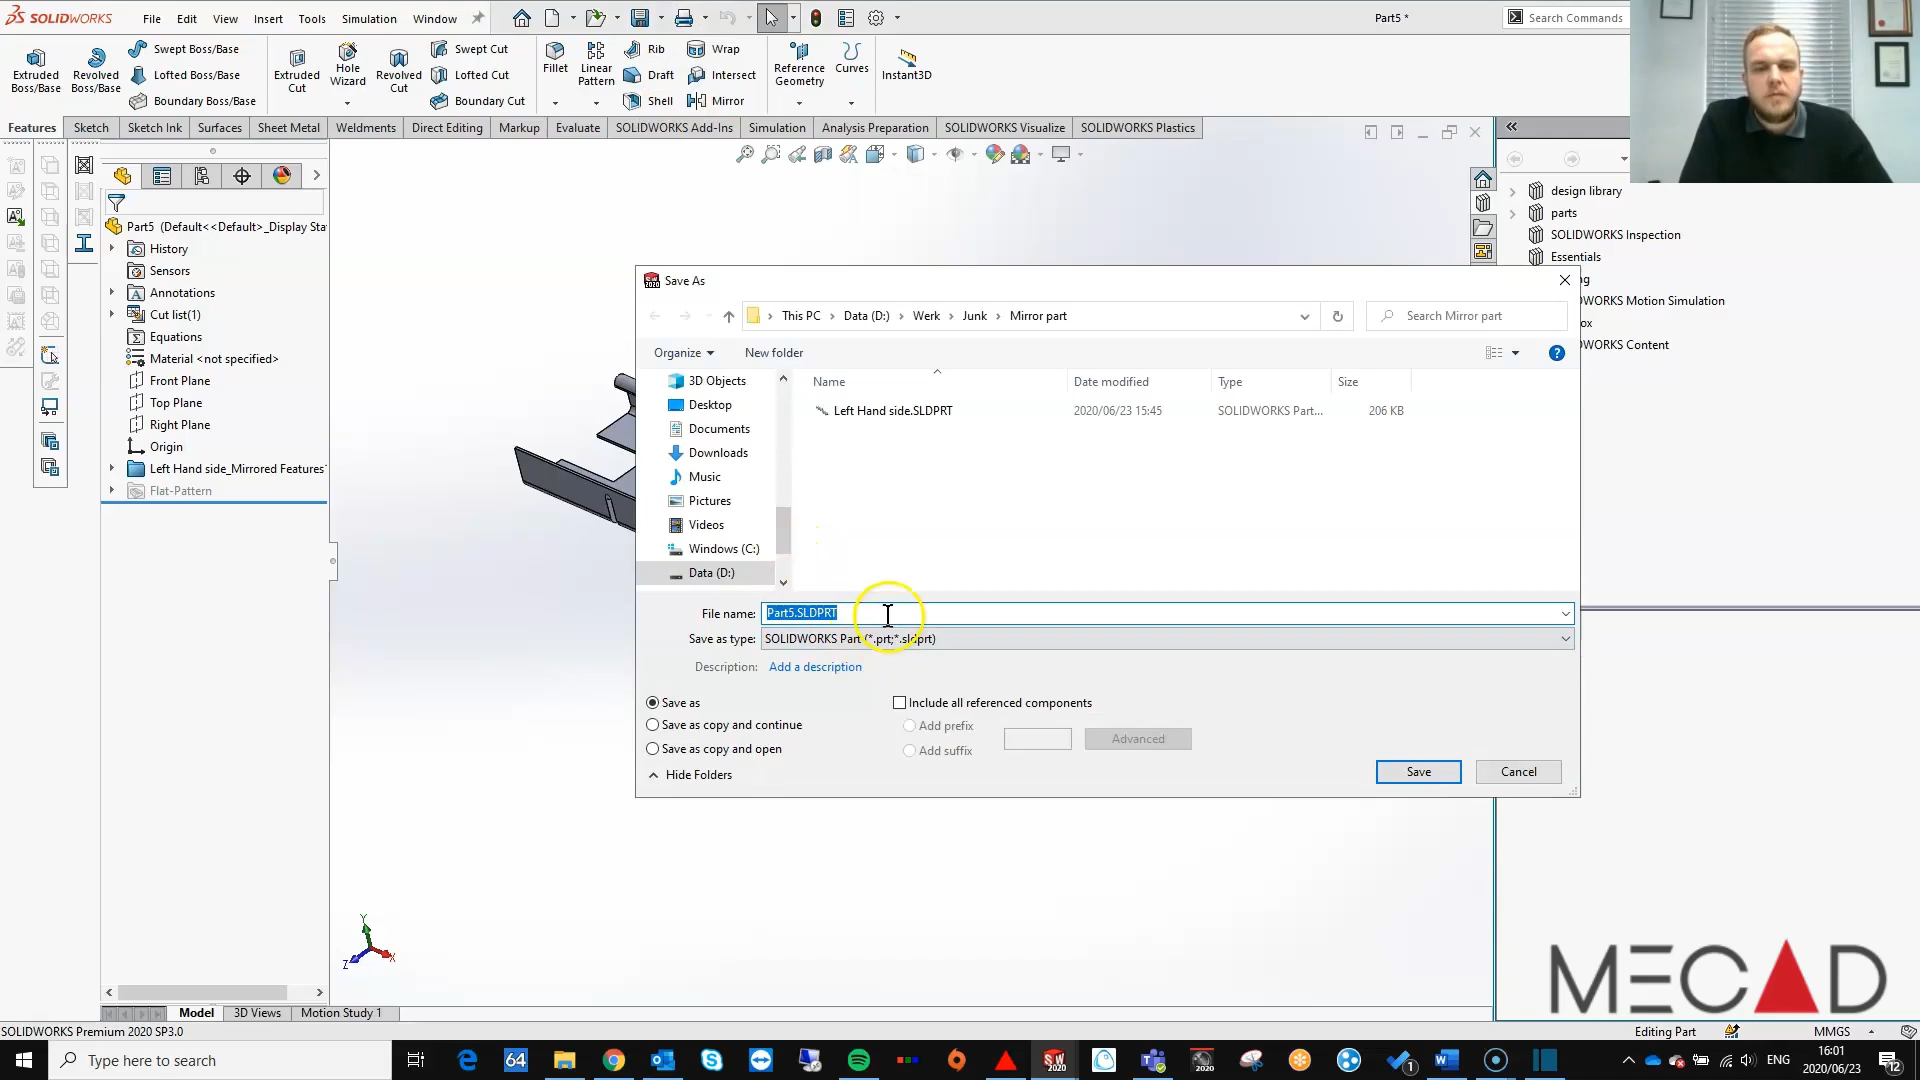 SOLIDWORKS
File Edit View Insert Tools Simulation Window
Part5 *
Search Commands
Extruded Boss/Base
Revolved Boss/Base
Swept Boss/Base
Lofted Boss/Base
Boundary Boss/Base
Extruded Cut
Hole Wizard
Revolved Cut
Swept Cut
Lofted Cut
Boundary Cut
Fillet
Linear Pattern
Rib
Draft
Shell
Wrap
Intersect
Mirror
Reference Geometry
Curves
Instant3D
Features Sketch Sketch Ink Surfaces Sheet Metal Weldments Direct Editing Markup Evaluate SOLIDWORKS Add-Ins Simulation Analysis Preparation SOLIDWORKS Visualize SOLIDWORKS Plastics
Part5 (Default<<Default>_Display Sta
History
Sensors
Annotations
Cut list(1)
Equations
Material <not specified>
Front Plane
Top Plane
Right Plane
Origin
Left Hand side_Mirrored Features
Flat-Pattern
design library
parts
SOLIDWORKS Inspection
Essentials
ng
WORKS Motion Simulation
ox
WORKS Content
Save As
This PC > Data (D:) > Werk > Junk > Mirror part
Search Mirror part
Organize New folder
3D Objects
Desktop
Documents
Downloads
Music
Pictures
Videos
Windows (C:)
Data (D:)
Name Date modified Type Size
Left Hand side.SLDPRT 2020/06/23 15:45 SOLIDWORKS Part... 206 KB
File name: Part5.SLDPRT
Save as type: SOLIDWORKS Part (*.prt;*.sldprt)
Description: Add a description
Save as
Save as copy and continue
Save as copy and open
Include all referenced components
Add prefix
Add suffix
Advanced
Hide Folders
Save
Cancel
Y
Z
X
MECAD
Model 3D Views Motion Study 1
SOLIDWORKS Premium 2020 SP3.0
Editing Part
MMGS
Type here to search
64
ENG
16:01
2020/06/23
12